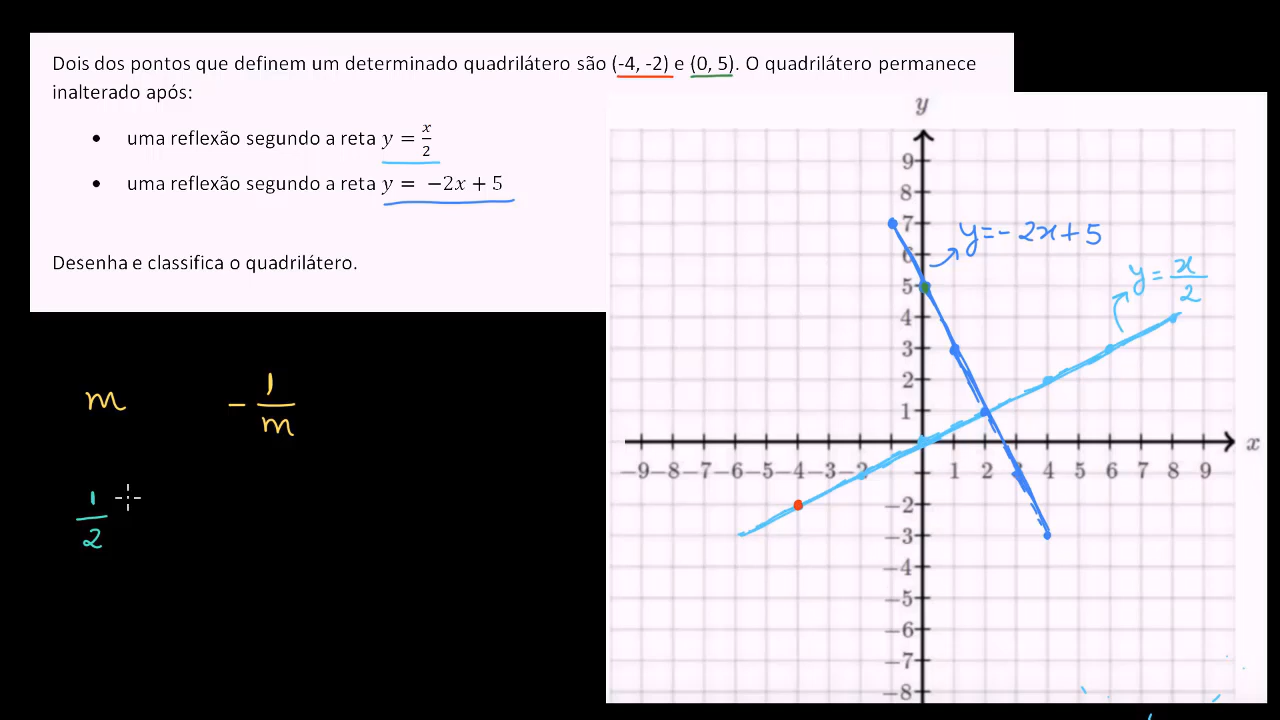 Dois dos pontos que definem um determinado quadrilátero são (-4, -2) e (0, 5). O quadrilátero permanece
inalterado após:
• uma reflexão segundo a reta y = x/2
• uma reflexão segundo a reta y = −2x + 5
Desenha e classifica o quadrilátero.
y
9
8
7
6
5
4
3
2
1
−9 −8 −7 −6 −5 −4 −3 −2 1 2 3 4 5 6 7 8 9 x
−2
−3
−4
−5
−6
−7
−8
y = - 2x + 5
y = x/2
m - 1/m
1/2